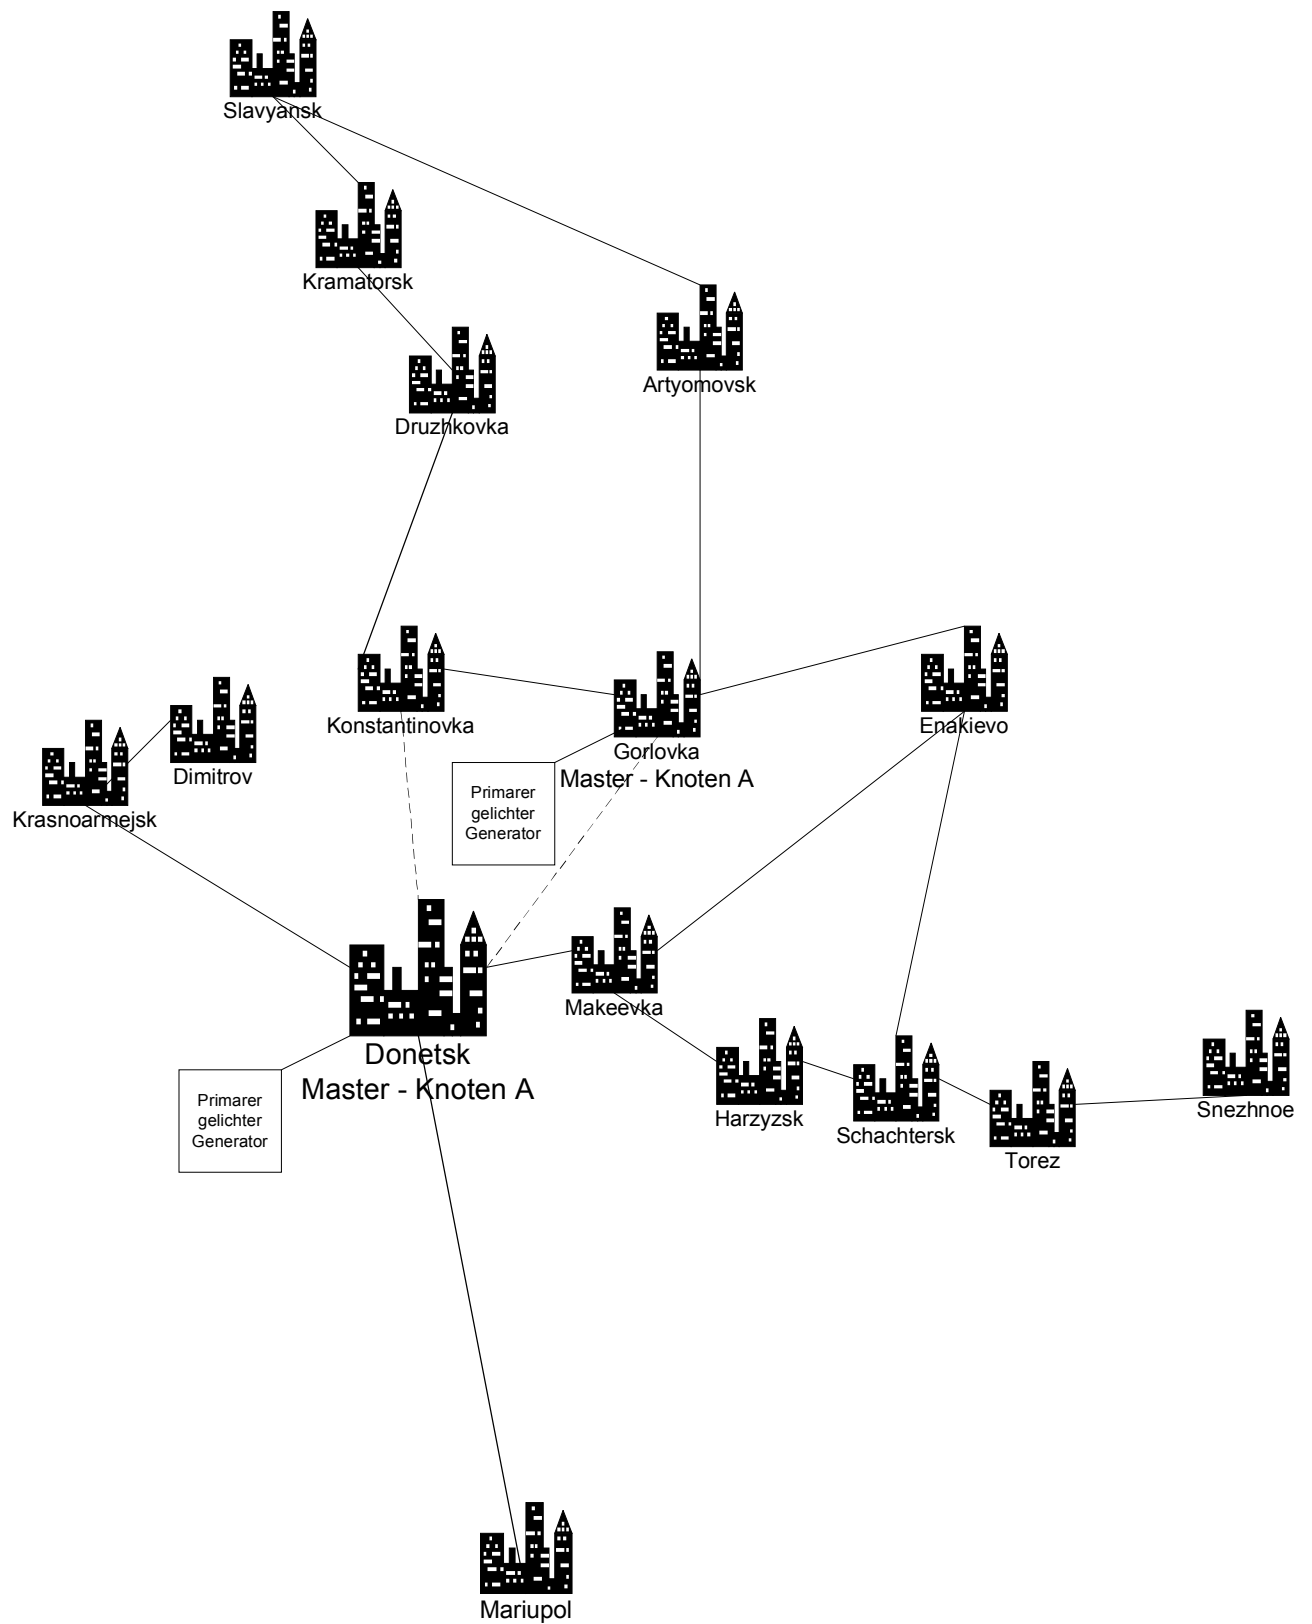 Slavyansk
Kramatorsk
Artyomovsk
Druzhkovka
Konstantinovka
Gorlovka
Master - Knoten A
Enakievo
Dimitrov
Krasnoarmejsk
Primarer
gelichter
Generator
Donetsk
Master - Knoten A
Makeevka
Harzyzsk
Schachtersk
Torez
Snezhnoe
Primarer
gelichter
Generator
Mariupol